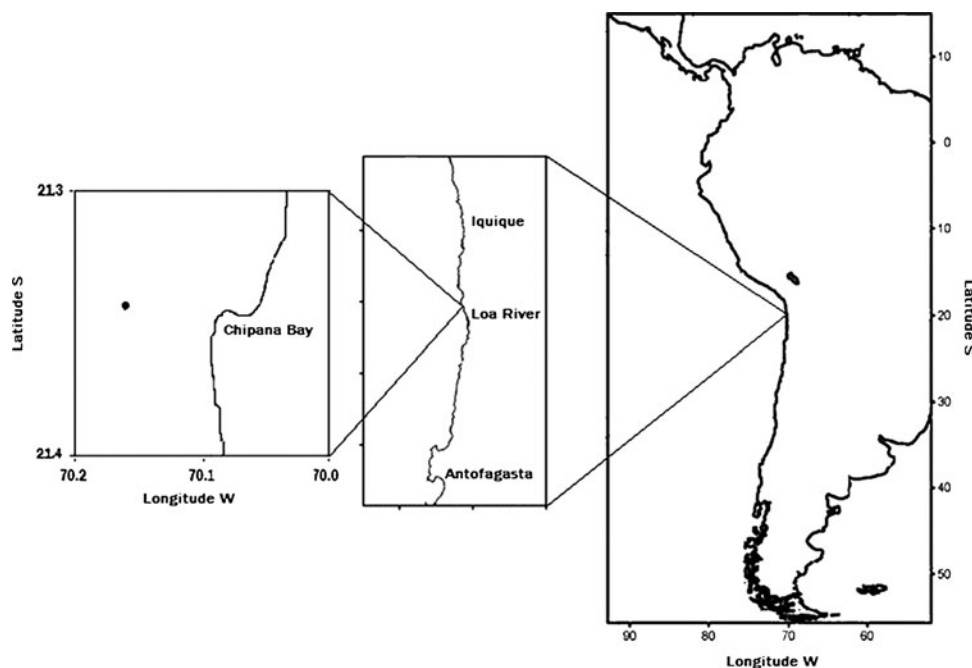 21.3
21.4
Latitude S
70.2
70.1
70.0
Longitude W
Chipana Bay
Iquique
Loa River
Antofagasta
10
0
10
20
30
40
50
Latitude S
90
80
70
60
Longitude W